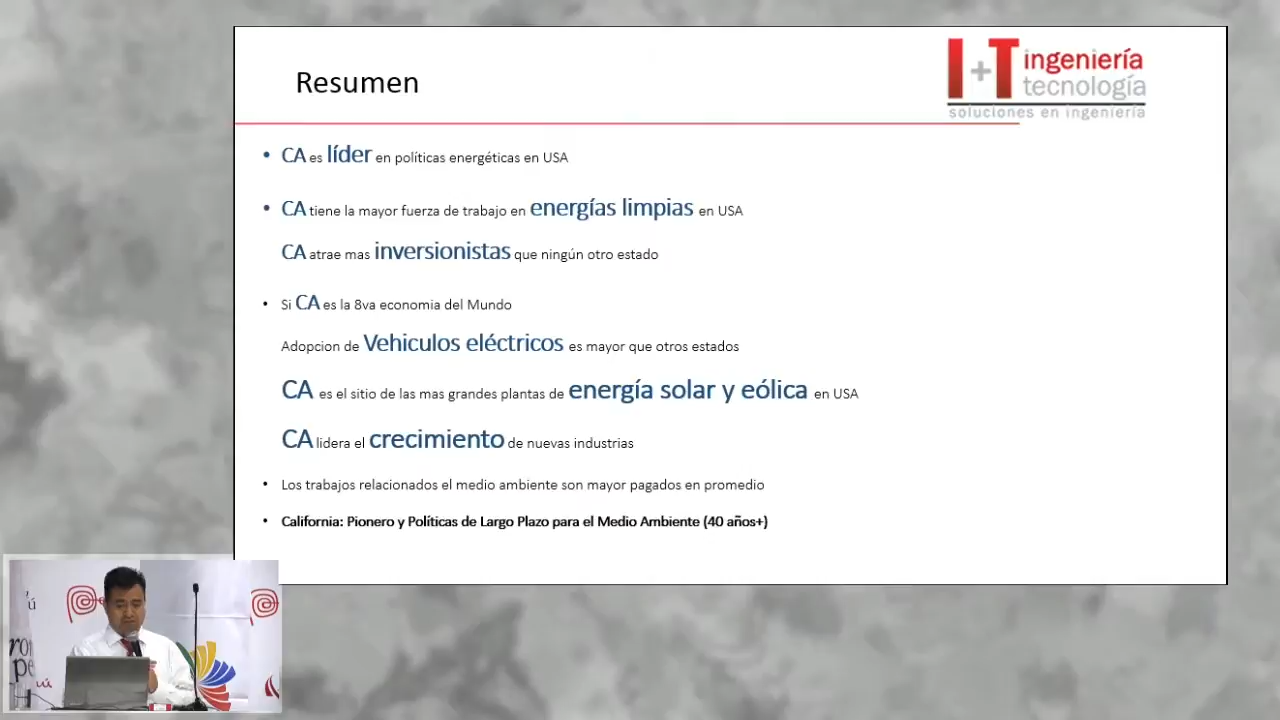 Resumen
I+T ingeniería
tecnología
soluciones en ingeniería
• CA es líder en políticas energéticas en USA
• CA tiene la mayor fuerza de trabajo en energías limpias en USA
CA atrae mas inversionistas que ningún otro estado
• Si CA es la 8va economia del Mundo
Adopcion de Vehiculos eléctricos es mayor que otros estados
CA es el sitio de las mas grandes plantas de energía solar y eólica en USA
CA lidera el crecimiento de nuevas industrias
• Los trabajos relacionados el medio ambiente son mayor pagados en promedio
• California: Pionero y Políticas de Largo Plazo para el Medio Ambiente (40 años+)